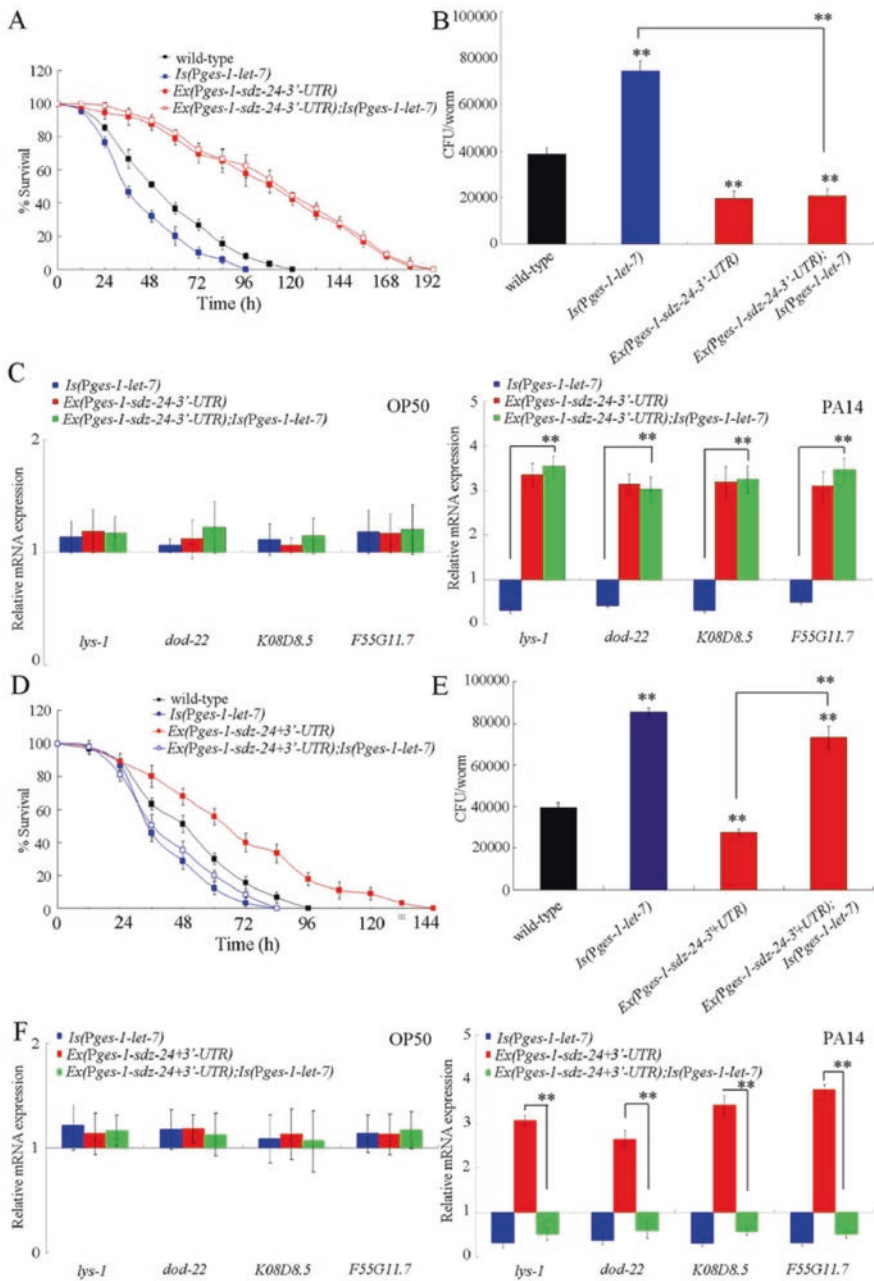 A
wild-type
Is(Pges-1-let-7)
Ex(Pges-1-sdz-24-3'-UTR)
Ex(Pges-1-sdz-24-3'-UTR);Is(Pges-1-let-7)
% Survival
120
100
80
60
40
20
0
0 24 48 72 96 120 144 168 192
Time (h)
B
CFU/worm
100000
80000
60000
40000
20000
0
**
**
**
**
wild-type
Is(Pges-1-let-7)
Ex(Pges-1-sdz-24-3'-UTR)
Ex(Pges-1-sdz-24-3'-UTR);
Is(Pges-1-let-7)
C
Is(Pges-1-let-7)
Ex(Pges-1-sdz-24-3'-UTR)
Ex(Pges-1-sdz-24-3'-UTR);Is(Pges-1-let-7)
OP50
Relative mRNA expression
2
1
0
lys-1 dod-22 K08D8.5 F55G11.7
Is(Pges-1-let-7)
Ex(Pges-1-sdz-24-3'-UTR)
Ex(Pges-1-sdz-24-3'-UTR);Is(Pges-1-let-7)
PA14
Relative mRNA expression
5
4
3
2
1
0
** ** ** **
lys-1 dod-22 K08D8.5 F55G11.7
D
wild-type
Is(Pges-1-let-7)
Ex(Pges-1-sdz-24+3'-UTR)
Ex(Pges-1-sdz-24+3'-UTR);Is(Pges-1-let-7)
% Survival
120
100
80
60
40
20
0
0 24 48 72 96 120 144
Time (h)
E
CFU/worm
100000
80000
60000
40000
20000
0
**
**
**
**
wild-type
Is(Pges-1-let-7)
Ex(Pges-1-sdz-24-3'+UTR)
Ex(Pges-1-sdz-24-3'+UTR);
Is(Pges-1-let-7)
F
Is(Pges-1-let-7)
Ex(Pges-1-sdz-24+3'-UTR)
Ex(Pges-1-sdz-24+3'-UTR);Is(Pges-1-let-7)
OP50
Relative mRNA expression
2
1
0
lys-1 dod-22 K08D8.5 F55G11.7
Is(Pges-1-let-7)
Ex(Pges-1-sdz-24+3'-UTR)
Ex(Pges-1-sdz-24+3'-UTR);Is(Pges-1-let-7)
PA14
Relative mRNA expression
5
4
3
2
1
0
** ** ** **
lys-1 dod-22 K08D8.5 F55G11.7